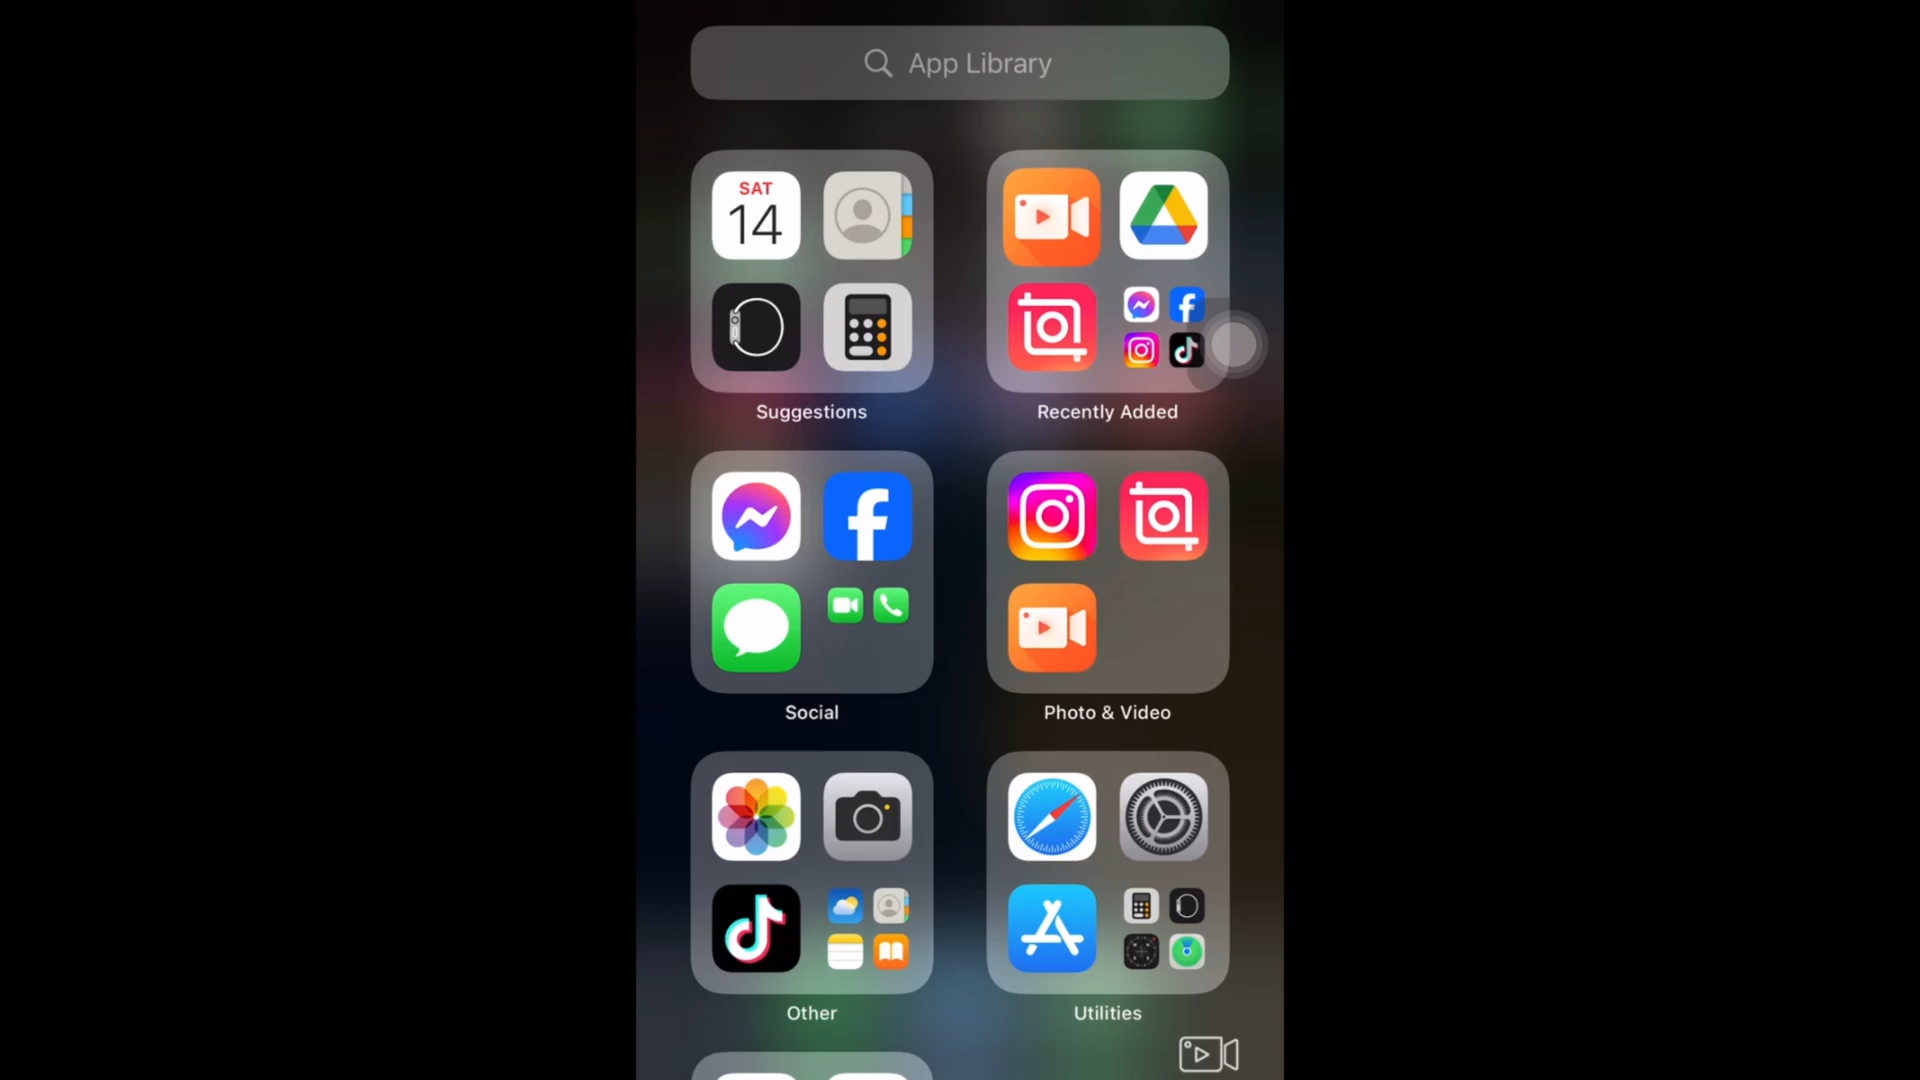 App Library
SAT
14
Suggestions
Recently Added
Social
Photo & Video
Other
Utilities